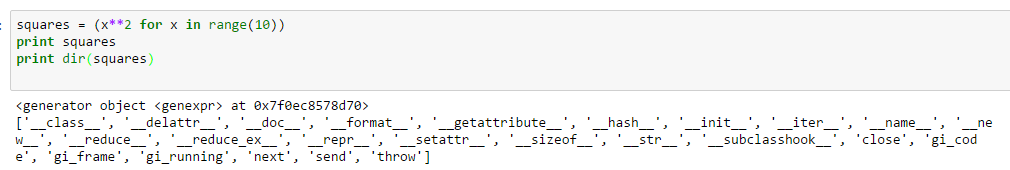 squares = (x**2 for x in range(10))
print squares
print dir(squares)
<generator object <genexpr> at 0x7f0ec8578d70>
['__class__', '__delattr__', '__doc__', '__format__', '__getattribute__', '__hash__', '__init__', '__iter__', '__name__', '__ne
w__', '__reduce__', '__reduce_ex__', '__repr__', '__setattr__', '__sizeof__', '__str__', '__subclasshook__', 'close', 'gi_cod
e', 'gi_frame', 'gi_running', 'next', 'send', 'throw']